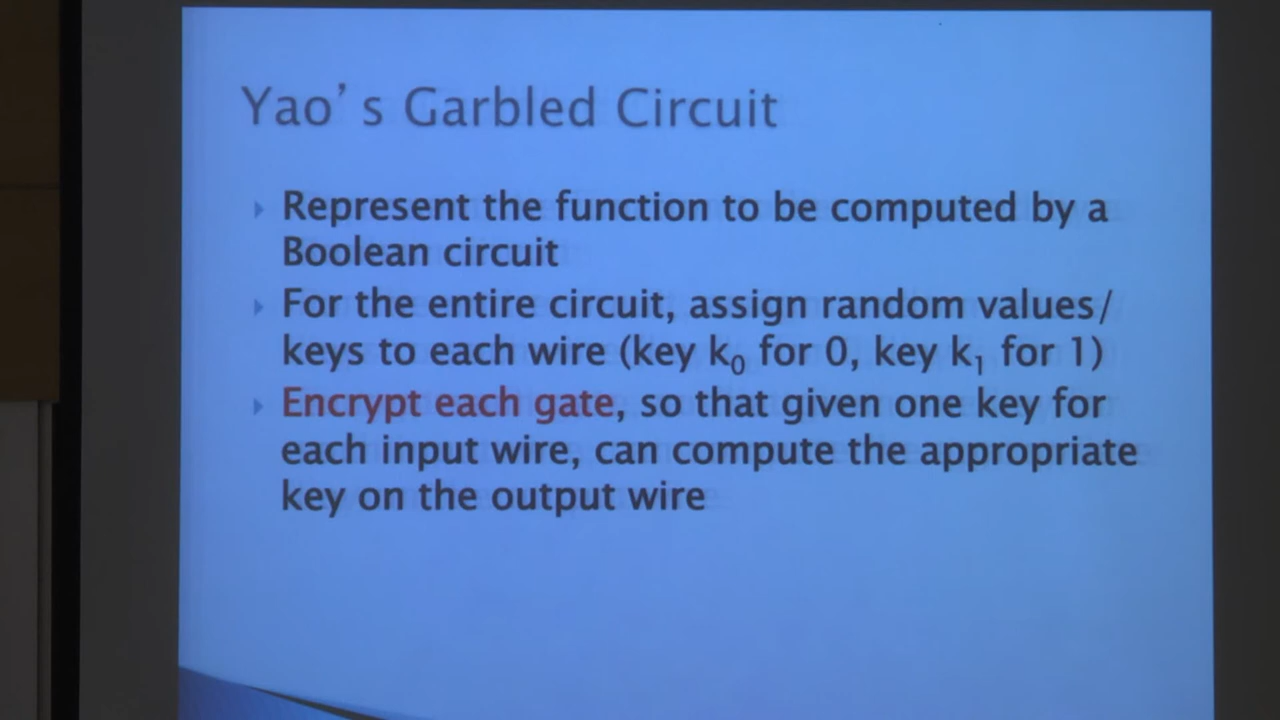 Yao's Garbled Circuit
Represent the function to be computed by a
Boolean circuit
For the entire circuit, assign random values/
keys to each wire (key k₀ for 0, key k₁ for 1)
Encrypt each gate, so that given one key for
each input wire, can compute the appropriate
key on the output wire